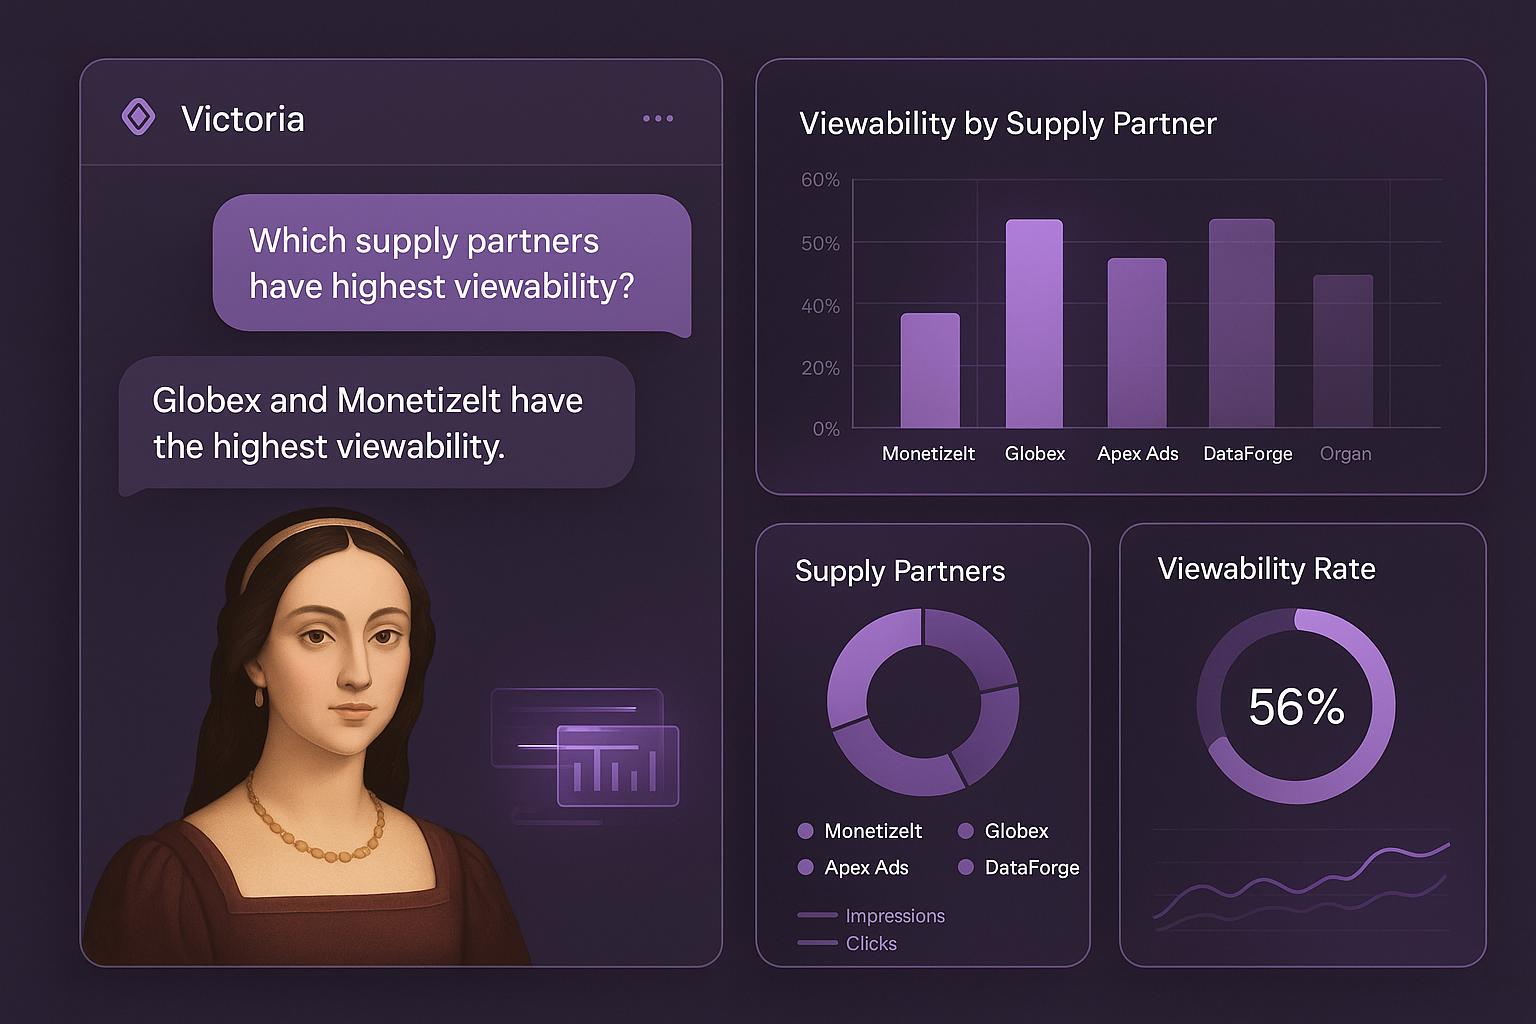 Victoria
Which supply partners
have highest viewability?
Globex and Monetizelt have
the highest viewability.
Viewability by Supply Partner
60%
50%
40%
20%
0%
Monetizelt Globex Apex Ads DataForge Organ
Supply Partners
Monetizelt Globex
Apex Ads DataForge
Impressions
Clicks
Viewability Rate
56%